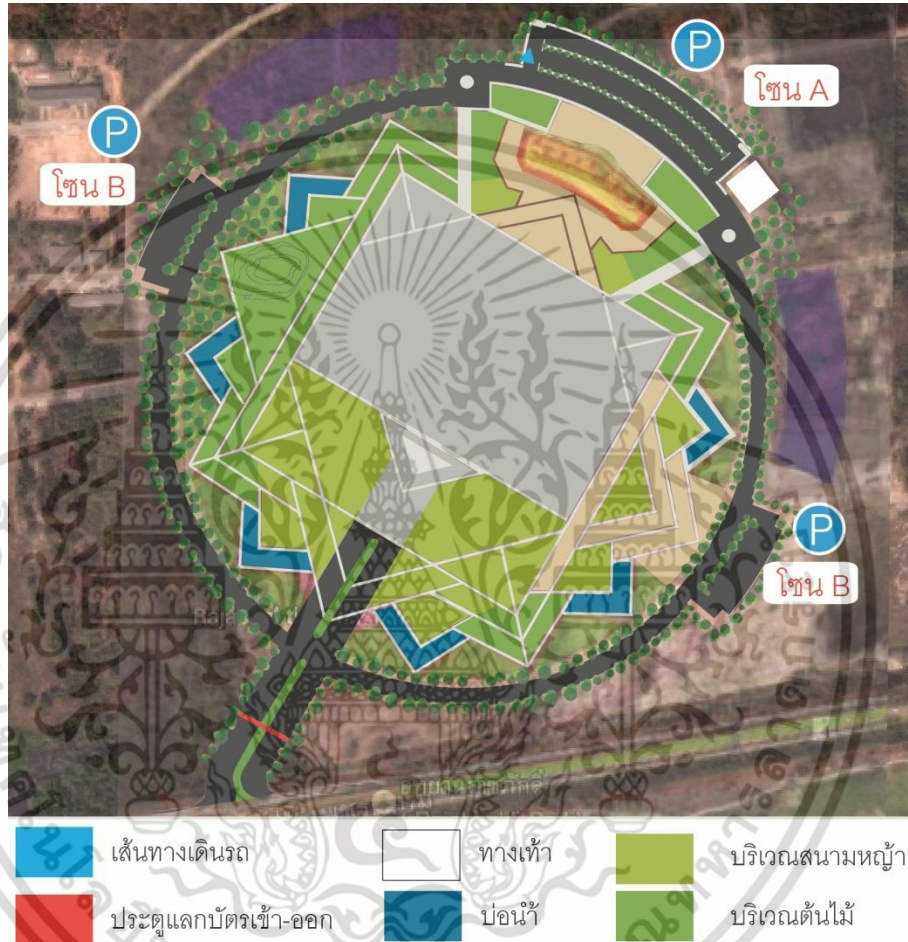 P
โซน A
P
โซน B
P
โซน B
เส้นทางเดินรถ
ทางเท้า
บริเวณสนามหญ้า
ประตูแลกบัตรเข้า-ออก
บ่อน้ำ
บริเวณต้นไม้